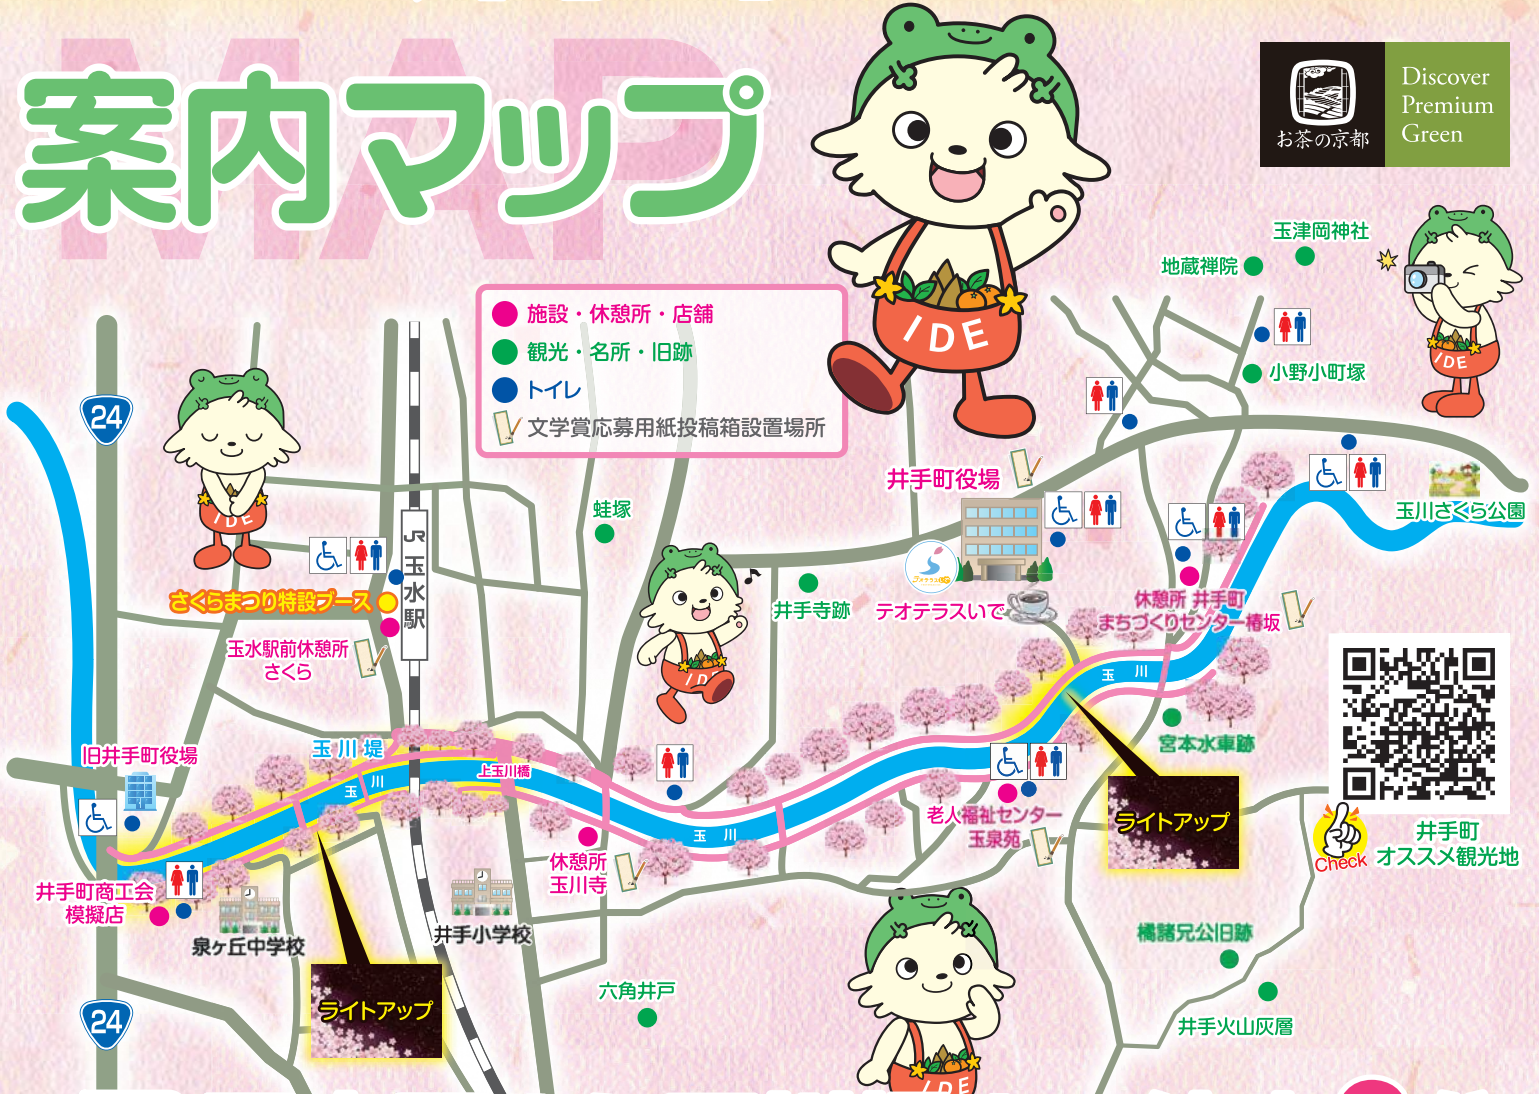 MAP
案内マップ
お茶の京都
Discover
Premium
Green
施設・休憩所・店舗
観光・名所・旧跡
トイレ
文学賞応募用紙投稿箱設置場所
IDE
玉津岡神社
地蔵禅院
IDE
小野小町塚
24
IDE
井手町役場
玉川さくら公園
蛙塚
JR玉水駅
さくらまつり特設ブース
玉水駅前休憩所
さくら
井手寺跡
テオテラスいで
休憩所 井手町
まちづくりセンター椿坂
IDE
玉川
宮本水車跡
旧井手町役場
玉川堤
玉川
上玉川橋
玉川
老人福祉センター
玉泉苑
ライトアップ
Check
井手町
オススメ観光地
休憩所
玉川寺
井手町商工会
模擬店
泉ヶ丘中学校
井手小学校
橘諸兄公旧跡
ライトアップ
六角井戸
井手火山灰層
24
IDE